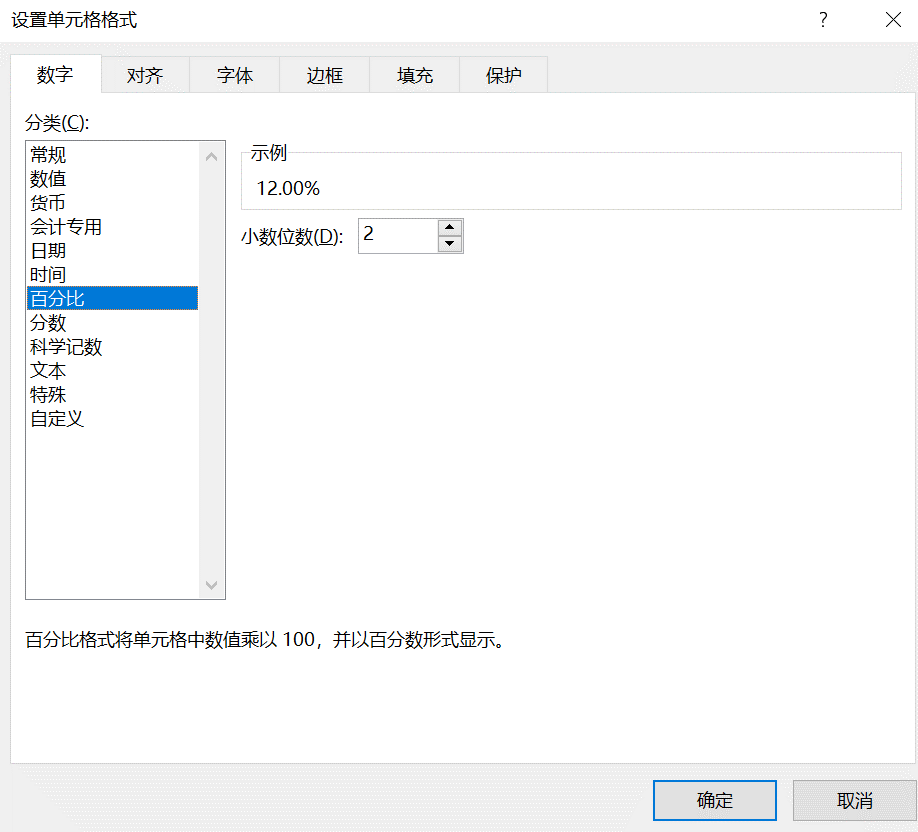 设置单元格格式 ?
数字 对齐 字体 边框 填充 保护
分类(C):
常规
数值
货币
会计专用
日期
时间
百分比
分数
科学记数
文本
特殊
自定义
示例
12.00%
小数位数(D): 2
百分比格式将单元格中数值乘以 100，并以百分数形式显示。
确定 取消